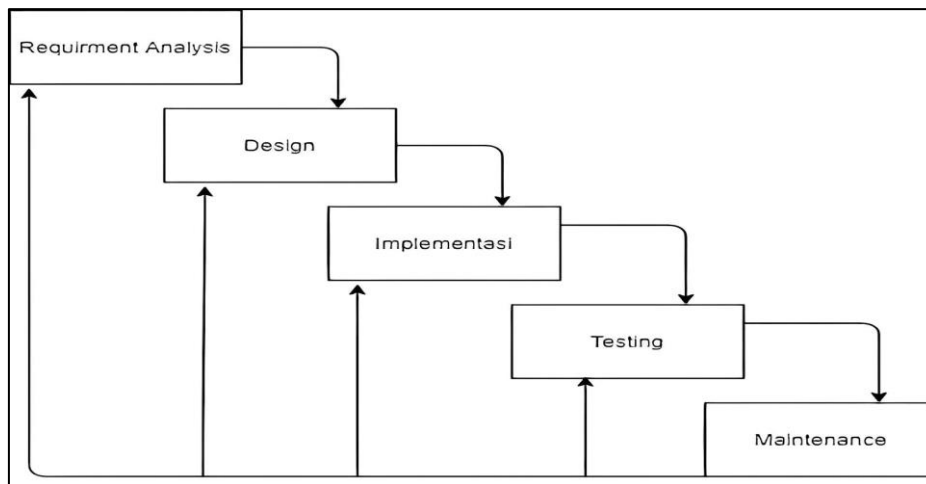 Requirment Analysis
Design
Implementasi
Testing
Maintenance